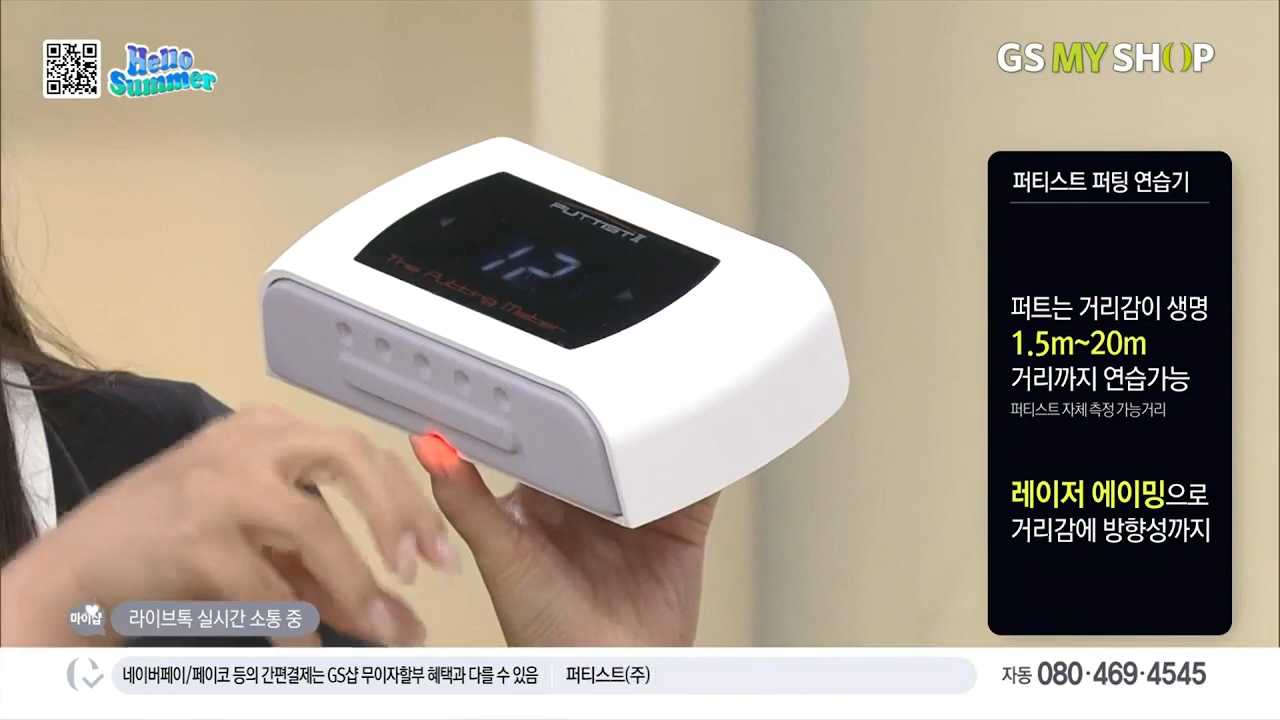 Hello
Summer
GS MY SHOP
PUTTIST II
12
The Putting Meter
퍼티스트 퍼팅 연습기
퍼트는 거리감이 생명
1.5m~20m
거리까지 연습가능
퍼티스트 자체 측정 가능거리
레이저 에이밍으로
거리감에 방향성까지
마이샵
라이브톡 실시간 소통 중
네이버페이/페이코 등의 간편결제는 GS샵 무이자할부 혜택과 다를 수 있음 퍼티스트(주)
자동 080·469·4545